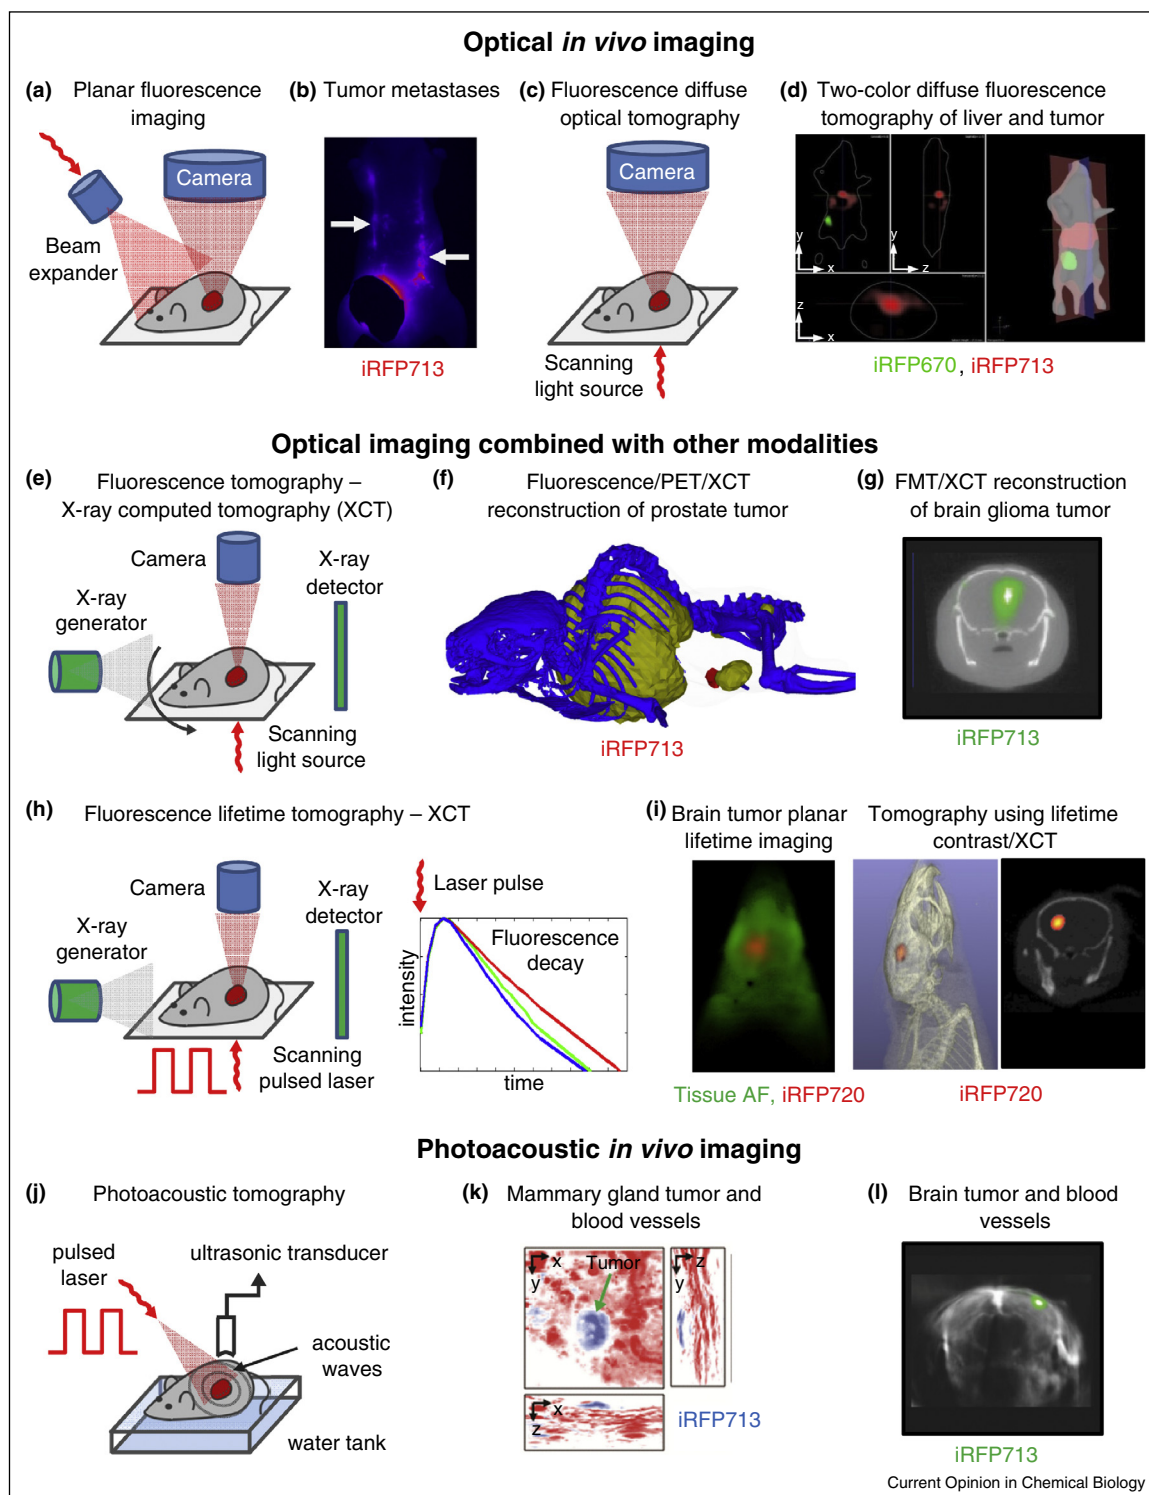 Optical in vivo imaging
(a) Planar fluorescence
imaging
Camera
Beam
expander
(b) Tumor metastases
iRFP713
(c) Fluorescence diffuse
optical tomography
Camera
Scanning
light source
(d) Two-color diffuse fluorescence
tomography of liver and tumor
y
x
y
z
z
x
iRFP670, iRFP713
Optical imaging combined with other modalities
(e) Fluorescence tomography –
X-ray computed tomography (XCT)
Camera
X-ray
detector
X-ray
generator
Scanning
light source
(f) Fluorescence/PET/XCT
reconstruction of prostate tumor
iRFP713
(g) FMT/XCT reconstruction
of brain glioma tumor
iRFP713
(h) Fluorescence lifetime tomography – XCT
Camera
X-ray
detector
X-ray
generator
Scanning
pulsed laser
Laser pulse
Fluorescence
decay
intensity
time
(i) Brain tumor planar
lifetime imaging
Tissue AF, iRFP720
Tomography using lifetime
contrast/XCT
iRFP720
Photoacoustic in vivo imaging
(j) Photoacoustic tomography
pulsed
laser
ultrasonic transducer
acoustic
waves
water tank
(k) Mammary gland tumor and
blood vessels
x
y
Tumor
z
y
x
z
iRFP713
(l) Brain tumor and blood
vessels
iRFP713
Current Opinion in Chemical Biology